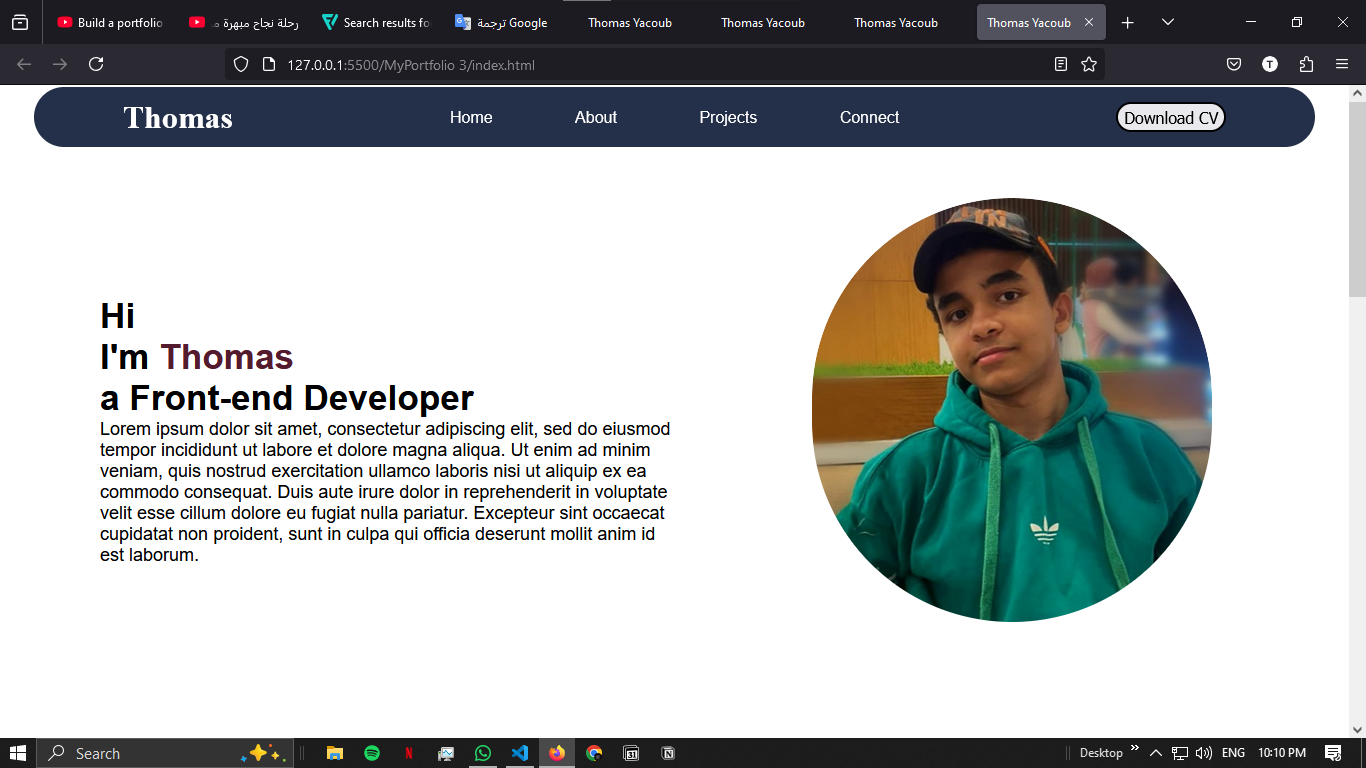 Build a portfolio
رحلة نجاح مبهرة
Search results fo
ترجمة Google
Thomas Yacoub
Thomas Yacoub
Thomas Yacoub
Thomas Yacoub
127.0.0.1:5500/MyPortfolio 3/index.html
T
Thomas
Home
About
Projects
Connect
Download CV
Hi
I'm Thomas
a Front-end Developer
Lorem ipsum dolor sit amet, consectetur adipiscing elit, sed do eiusmod
tempor incididunt ut labore et dolore magna aliqua. Ut enim ad minim
veniam, quis nostrud exercitation ullamco laboris nisi ut aliquip ex ea
commodo consequat. Duis aute irure dolor in reprehenderit in voluptate
velit esse cillum dolore eu fugiat nulla pariatur. Excepteur sint occaecat
cupidatat non proident, sunt in culpa qui officia deserunt mollit anim id
est laborum.
Search
31
Desktop
ENG
10:10 PM